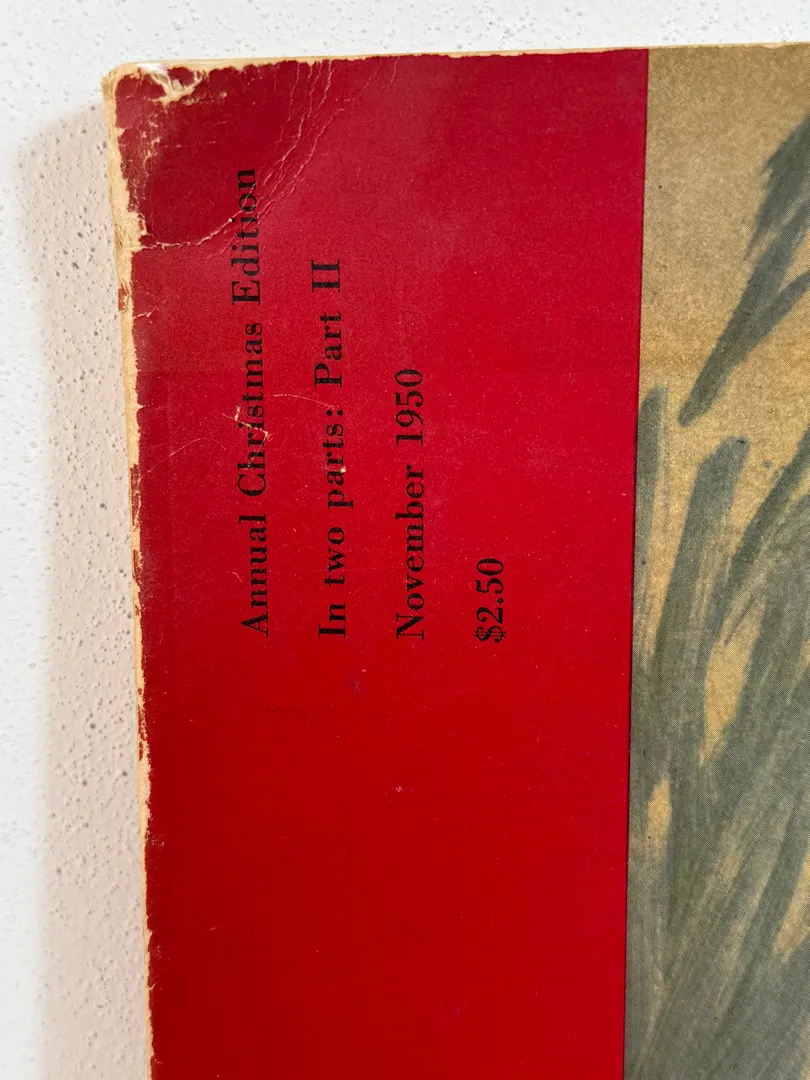 Annual Christmas Edition
In two parts: Part II
November 1950
$2.50